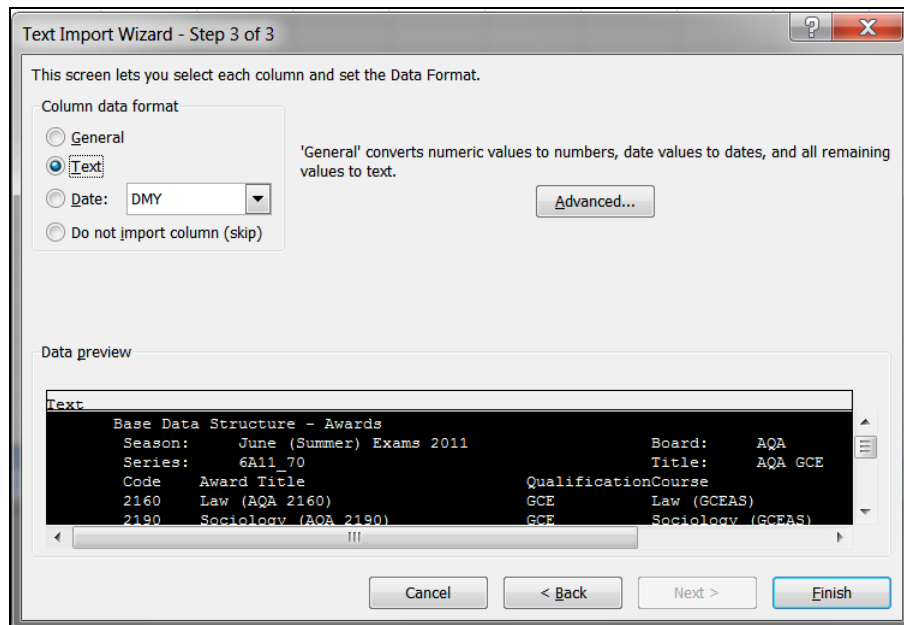 Text Import Wizard - Step 3 of 3
This screen lets you select each column and set the Data Format.
Column data format
General
Text
Date: DMY
Do not import column (skip)
'General' converts numeric values to numbers, date values to dates, and all remaining
values to text.
Advanced...
Data preview
Text
Base Data Structure - Awards
Season: June (Summer) Exams 2011 Board: AQA
Series: 6A11_70 Title: AQA GCE
Code Award Title QualificationCourse
2160 Law (AQA 2160) GCE Law (GCEAS)
2190 Sociology (AQA 2190) GCE Sociology (GCEAS)
Cancel < Back Next > Finish